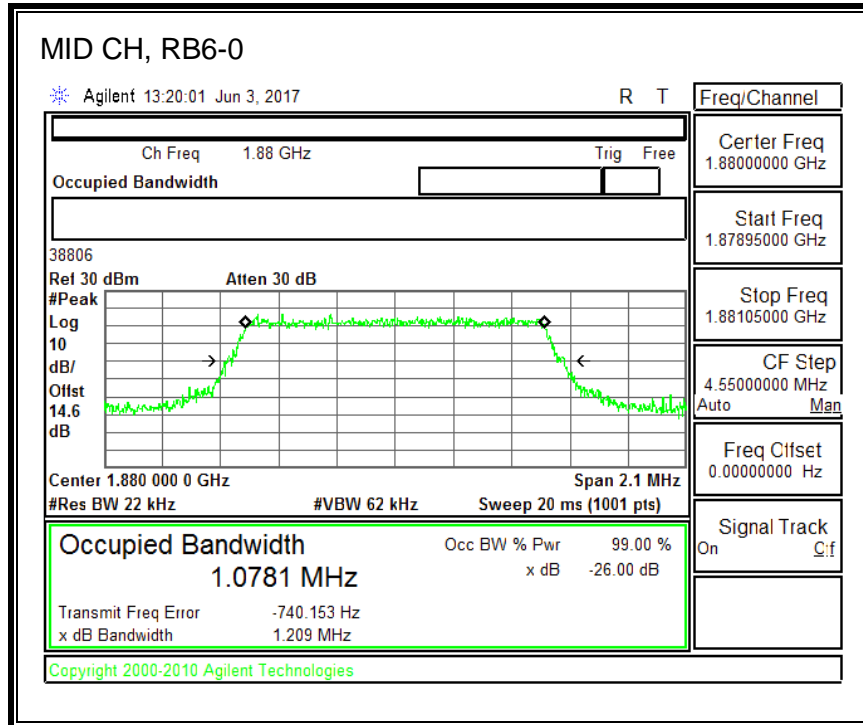 MID CH, RB6-0
Agilent 13:20:01 Jun 3, 2017 R T
Freq/Channel
Ch Freq 1.88 GHz Trig Free
Occupied Bandwidth
Center Freq
1.88000000 GHz
Start Freq
1.87895000 GHz
Stop Freq
1.88105000 GHz
CF Step
4.55000000 MHz
Auto Man
Freq Offset
0.00000000 Hz
Signal Track
On Off
38806
Ref 30 dBm Atten 30 dB
#Peak
Log
10
dB/
Offst
14.6
dB
Center 1.880 000 0 GHz Span 2.1 MHz
#Res BW 22 kHz #VBW 62 kHz Sweep 20 ms (1001 pts)
Occupied Bandwidth
1.0781 MHz
Occ BW % Pwr 99.00 %
x dB -26.00 dB
Transmit Freq Error -740.153 Hz
x dB Bandwidth 1.209 MHz
Copyright 2000-2010 Agilent Technologies